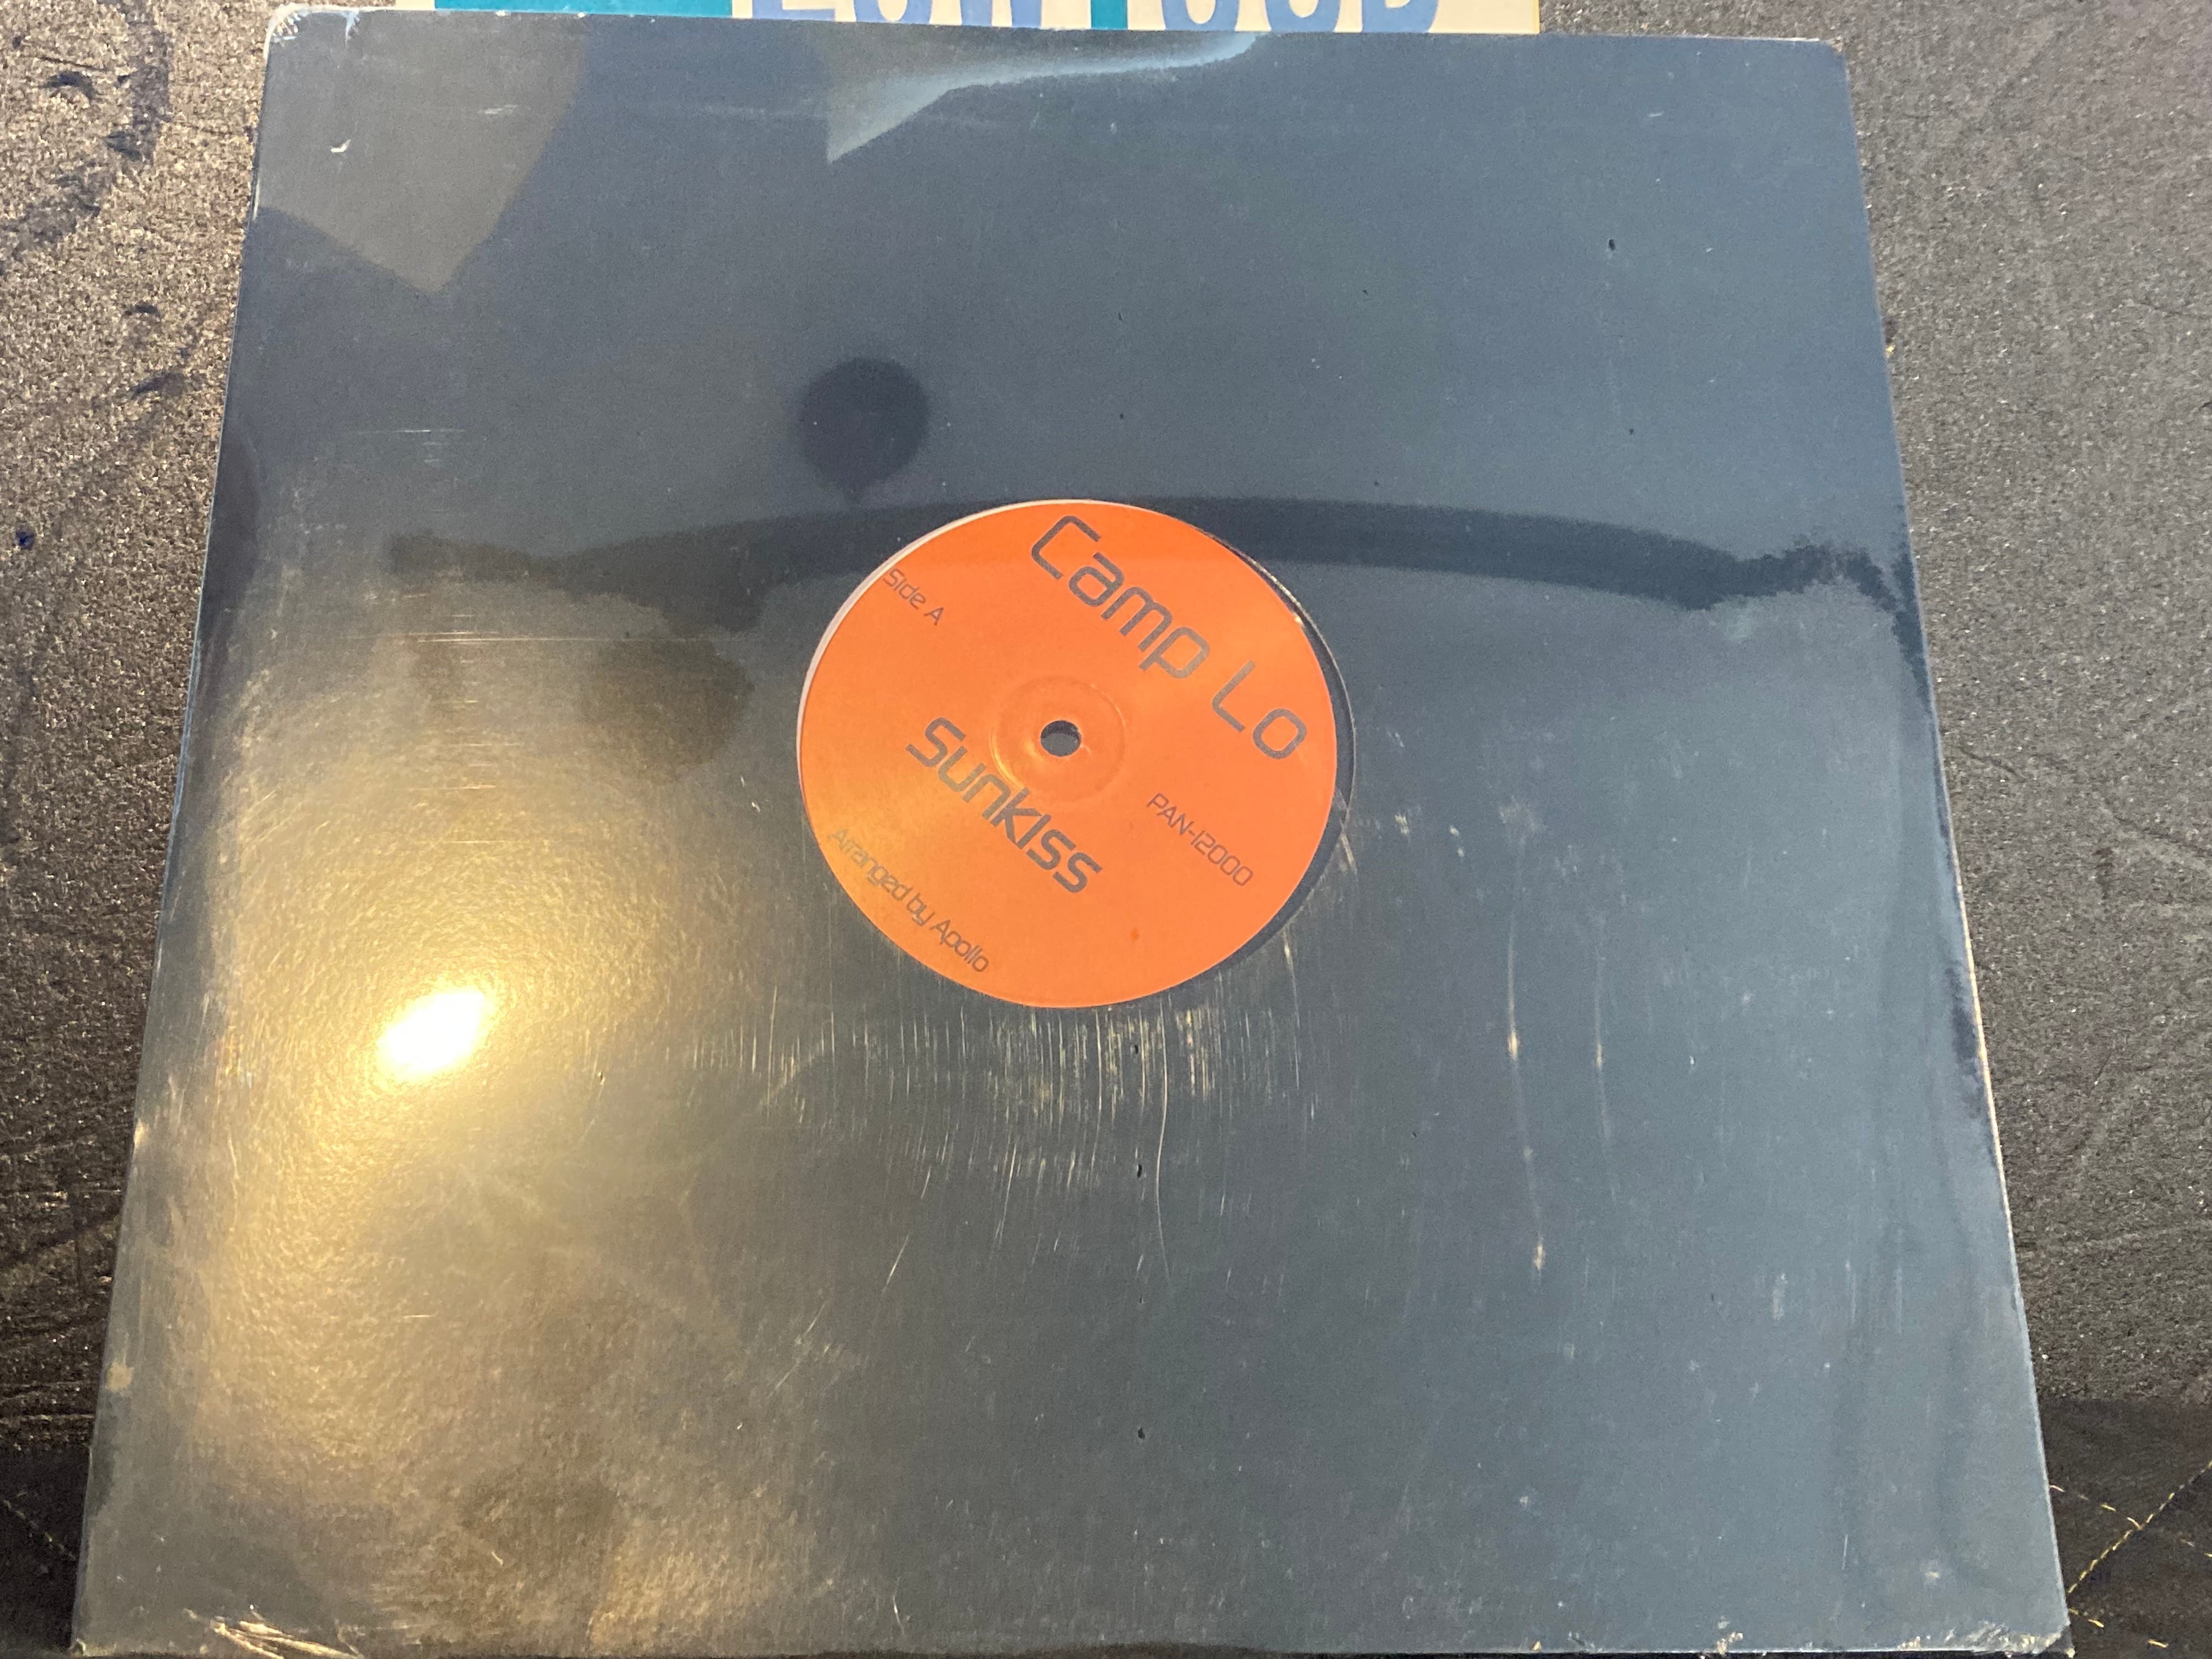 Camp Lo
Side A
PAN-12000
Sunkiss
Arranged by Apollo